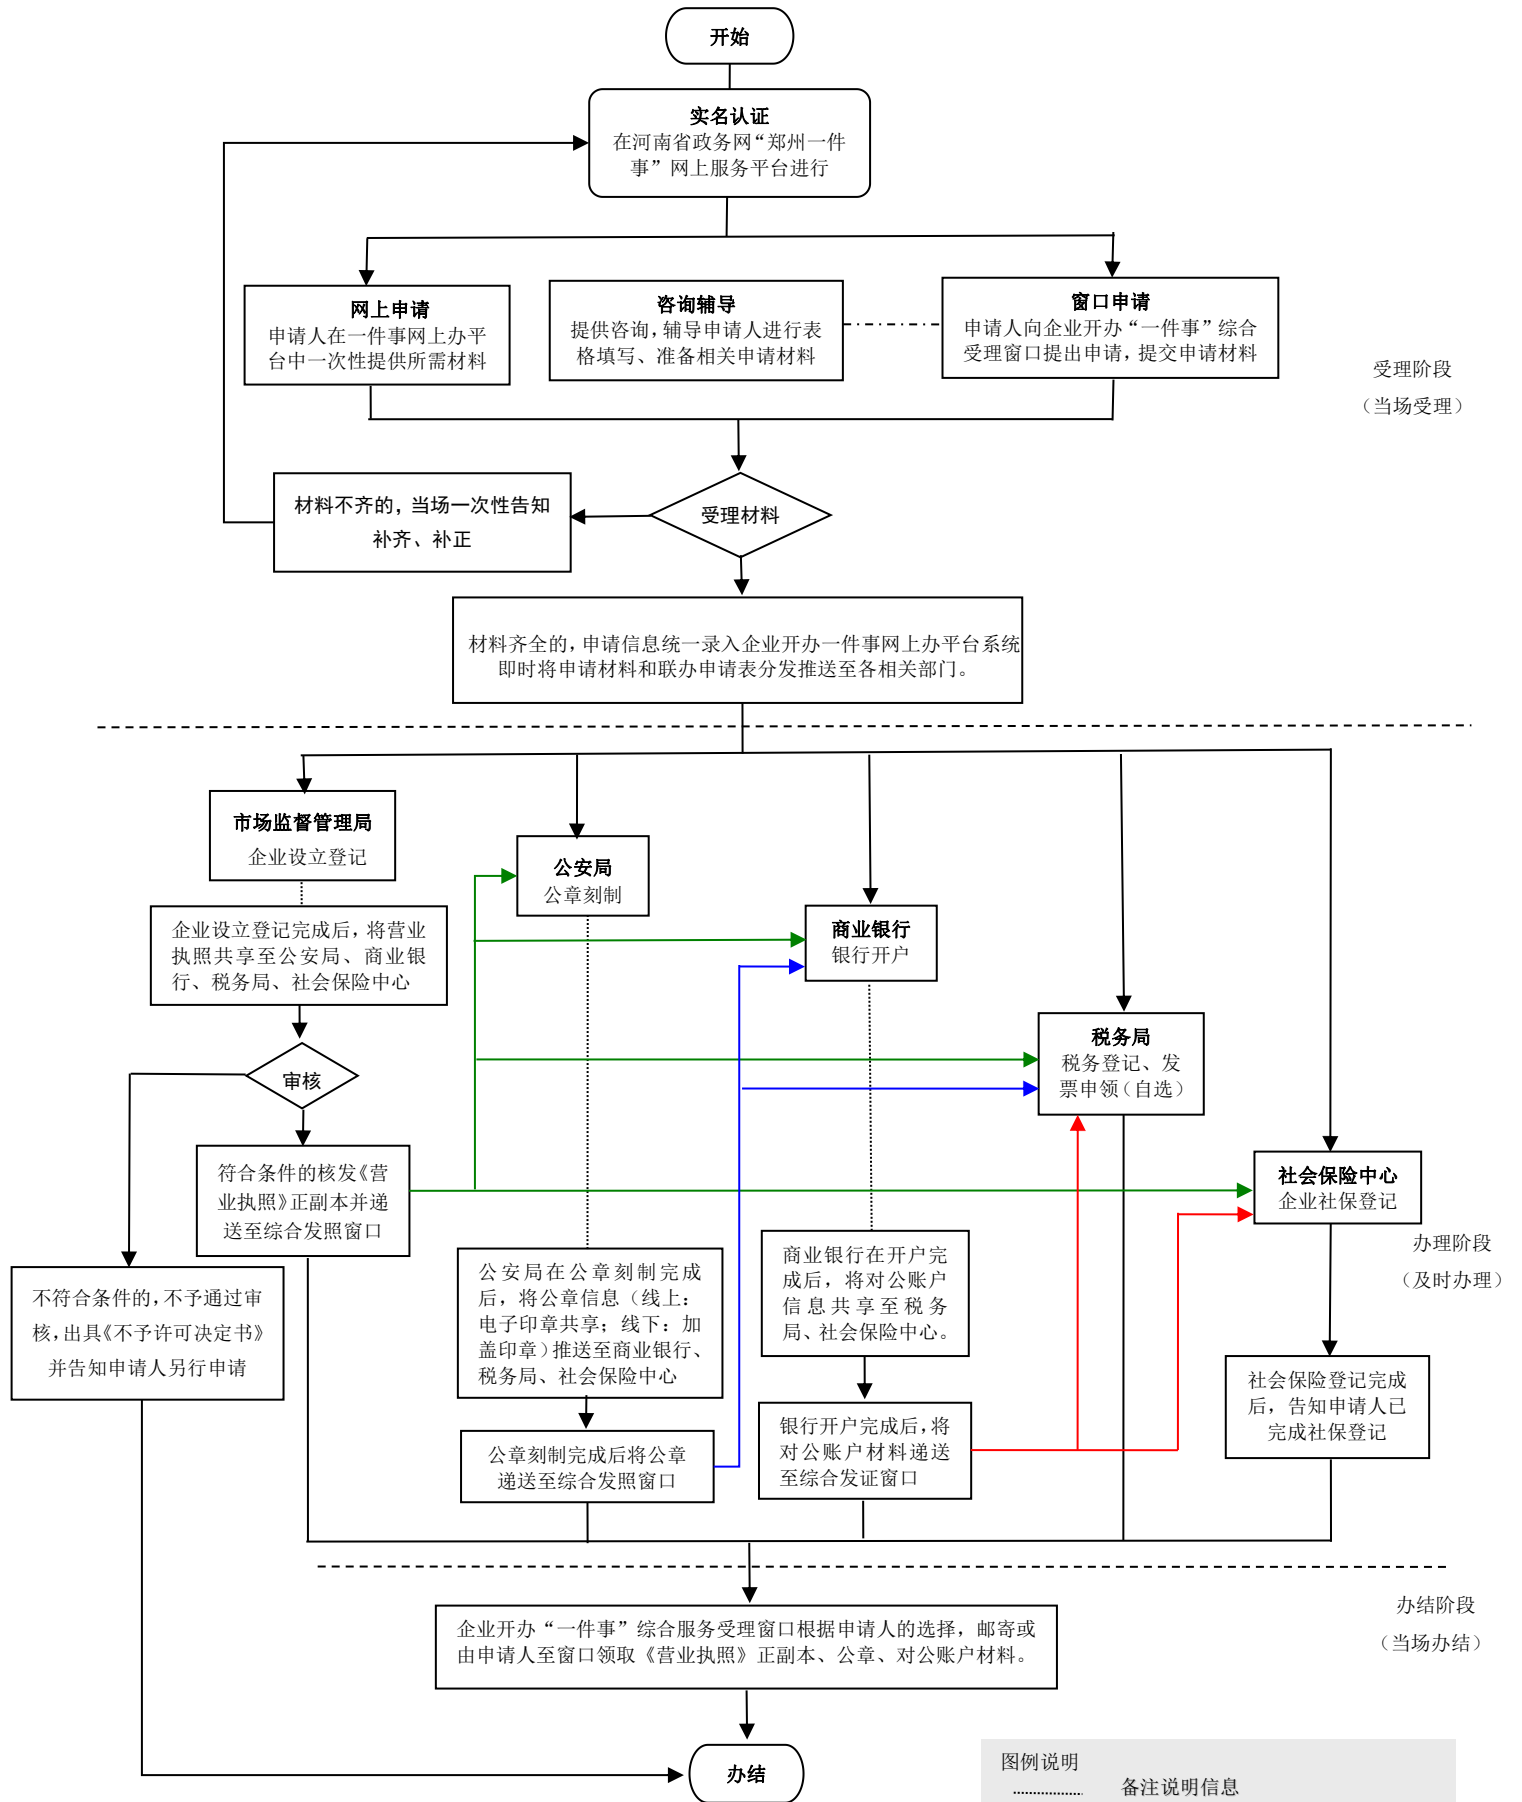 开始
实名认证
在河南省政务网“郑州一件
事”网上服务平台进行
网上申请
申请人在一件事网上办平
台中一次性提供所需材料
咨询辅导
提供咨询,辅导申请人进行表
格填写、准备相关申请材料
窗口申请
申请人向企业开办“一件事”综合
受理窗口提出申请,提交申请材料
受理阶段
（当场受理）
材料不齐的,当场一次性告知
补齐、补正
受理材料
材料齐全的,申请信息统一录入企业开办一件事网上办平台系统
即时将申请材料和联办申请表分发推送至各相关部门。
市场监督管理局
企业设立登记
公安局
公章刻制
商业银行
银行开户
税务局
税务登记、发
票申领（自选）
社会保险中心
企业社保登记
企业设立登记完成后,将营业
执照共享至公安局、商业银
行、税务局、社会保险中心
审核
符合条件的核发《营
业执照》正副本并递
送至综合发照窗口
不符合条件的,不予通过审
核,出具《不予许可决定书》
并告知申请人另行申请
公安局在公章刻制完成
后，将公章信息（线上：
电子印章共享；线下：加
盖印章）推送至商业银行、
税务局、社会保险中心
公章刻制完成后将公章
递送至综合发照窗口
商业银行在开户完
成后，将对公账户
信息共享至税务
局、社会保险中心。
银行开户完成后,将
对公账户材料递送
至综合发证窗口
办理阶段
（及时办理）
社会保险登记完成
后，告知申请人已
完成社保登记
企业开办“一件事”综合服务受理窗口根据申请人的选择，邮寄或
由申请人至窗口领取《营业执照》正副本、公章、对公账户材料。
办结阶段
（当场办结）
办结
图例说明
备注说明信息